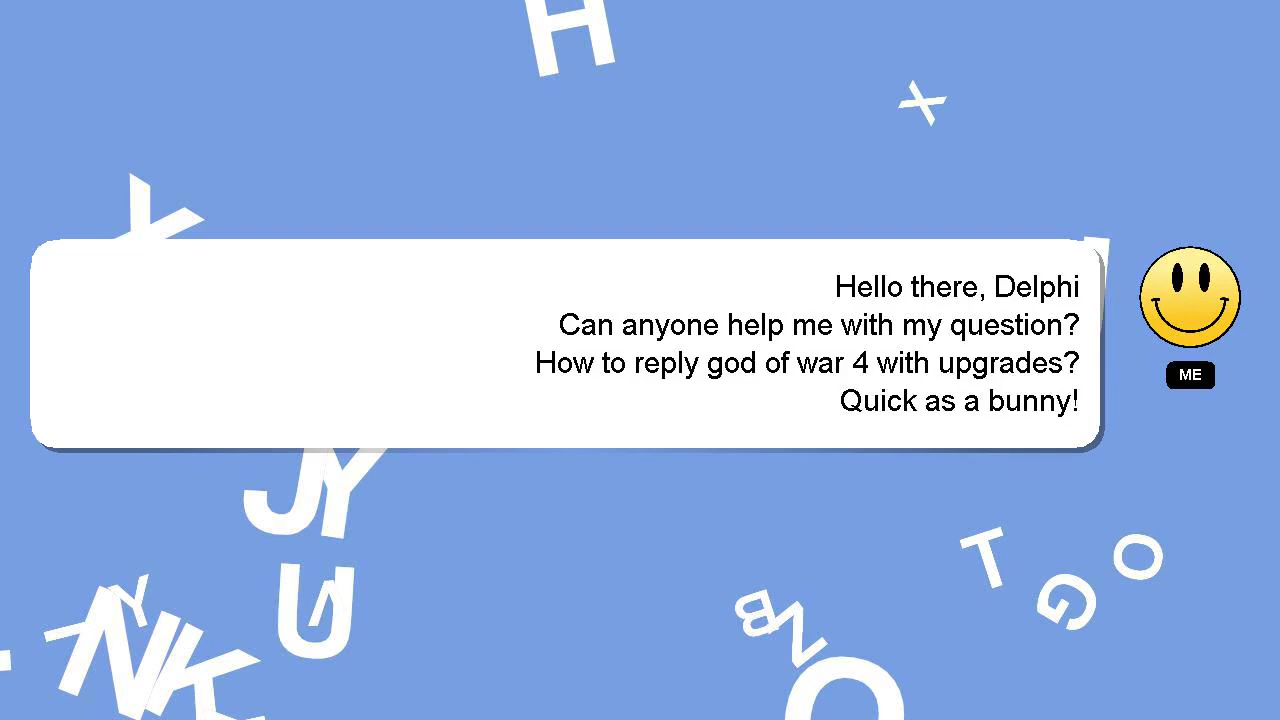 H
X
Y
Hello there, Delphi
Can anyone help me with my question?
How to reply god of war 4 with upgrades?
Quick as a bunny!
ME
J
Y
U
T
O
G
B
Z
O
Y
N
K